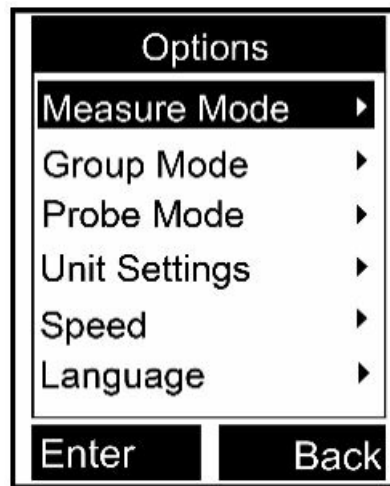 Options
Measure Mode
Group Mode
Probe Mode
Unit Settings
Speed
Language
Enter Back